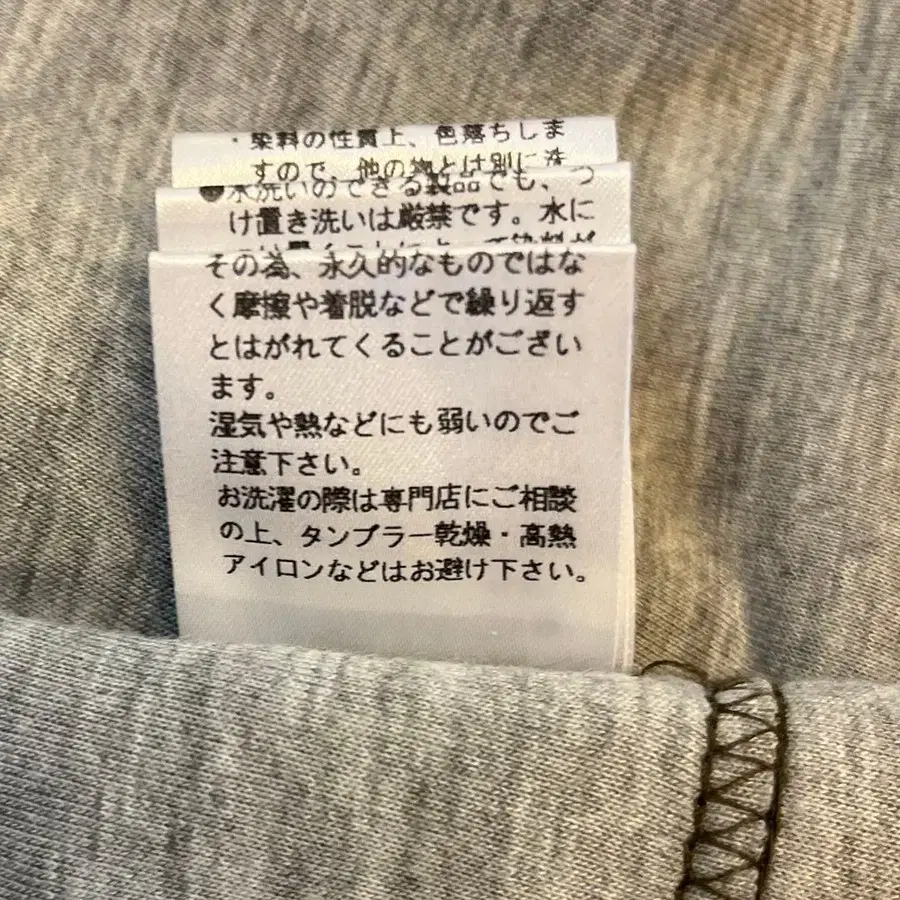 ・染料の性質上、色落ちしま
すので、他の物とは別に洗
●水洗いのできる製品でも、つ
け置き洗いは厳禁です。水に
その為、永久的なものではな
く摩擦や着脱などで繰り返す
とはがれてくることがござい
ます。
湿気や熱などにも弱いのでご
注意下さい。
お洗濯の際は専門店にご相談
の上、タンブラー乾燥・高熱
アイロンなどはお避け下さい。